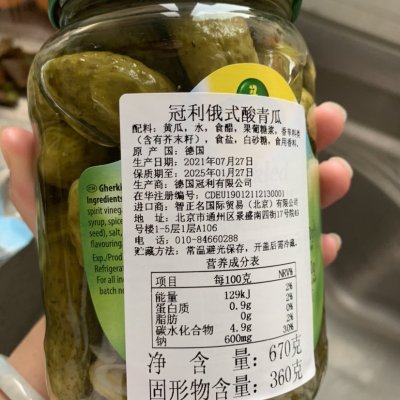 冠利俄式酸青瓜
配料：黄瓜，水，食醋，果葡糖浆，香辛料类
（含有芥末籽），食盐，白砂糖，食用香料。
原 产 国：德国
生产日期：2021年07月27日
保质期至：2025年01月27日
生产商：德国冠利有限公司
在华注册编号：CDEU19012111213001
进口商：智正名国际贸易（北京）有限公司
地 址：北京市通州区景盛南四街17号院63
号楼1-5层1层A106
电 话：010-84660288
贮藏方法：常温避光保存，开盖后需冷藏。
营养成分表
项目 每100克 NRV%
能量 129kJ 2%
蛋白质 0.9g 2%
脂肪 0g 0%
碳水化合物 4.9g 2%
钠 600mg 30%
净 含 量：670克
固形物含量：360克
Gherki
Ingredients
spirit vinegar
syrup, spice
seed), salt,
flavouring.
Exp./Prod
Refrigerat
For all in
batch no